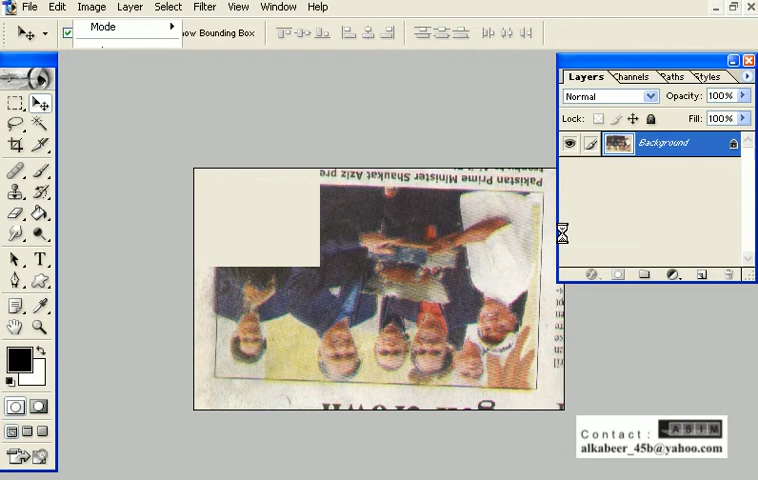 File Edit Image Layer Select Filter View Window Help
Mode
ow Bounding Box
Layers Channels Paths Styles
Normal Opacity: 100%
Lock: Fill: 100%
Background
Pakistan Prime Minister Shaukat Aziz pre
Contact: ASIM
alkabeer_45b@yahoo.com